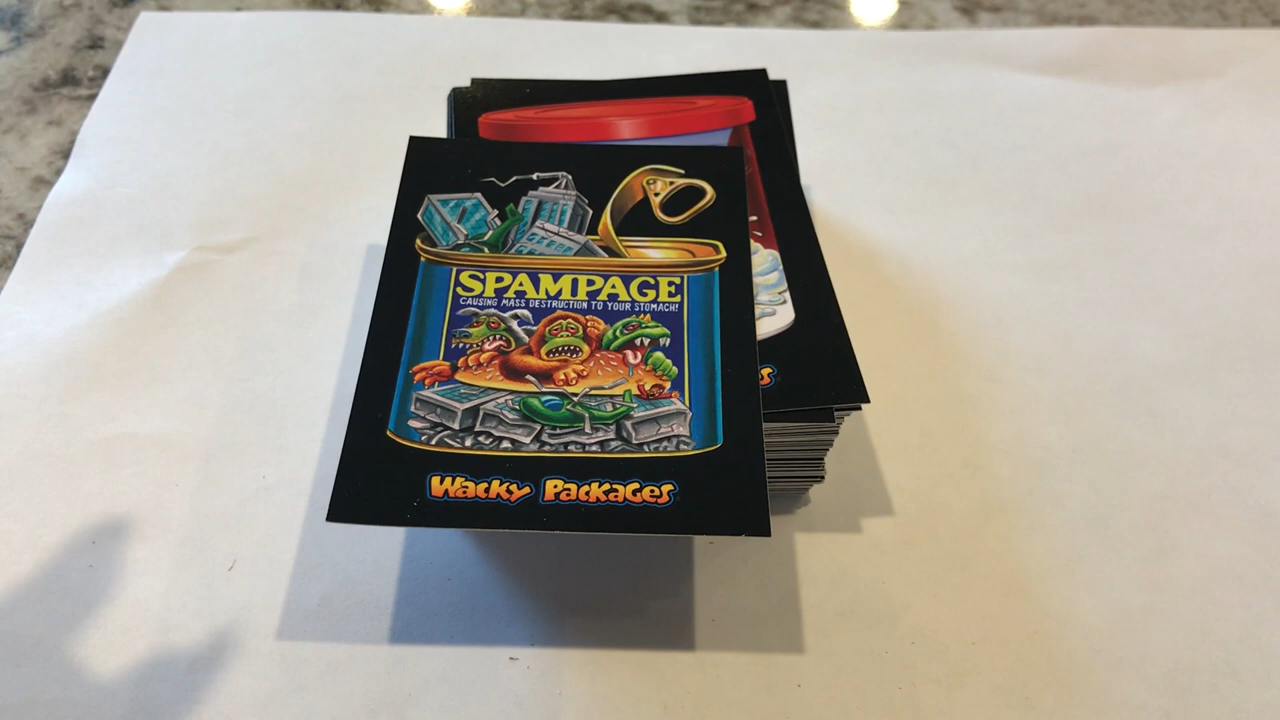 SPAMPAGE
CAUSING MASS DESTRUCTION TO YOUR STOMACH!
Wacky Packages